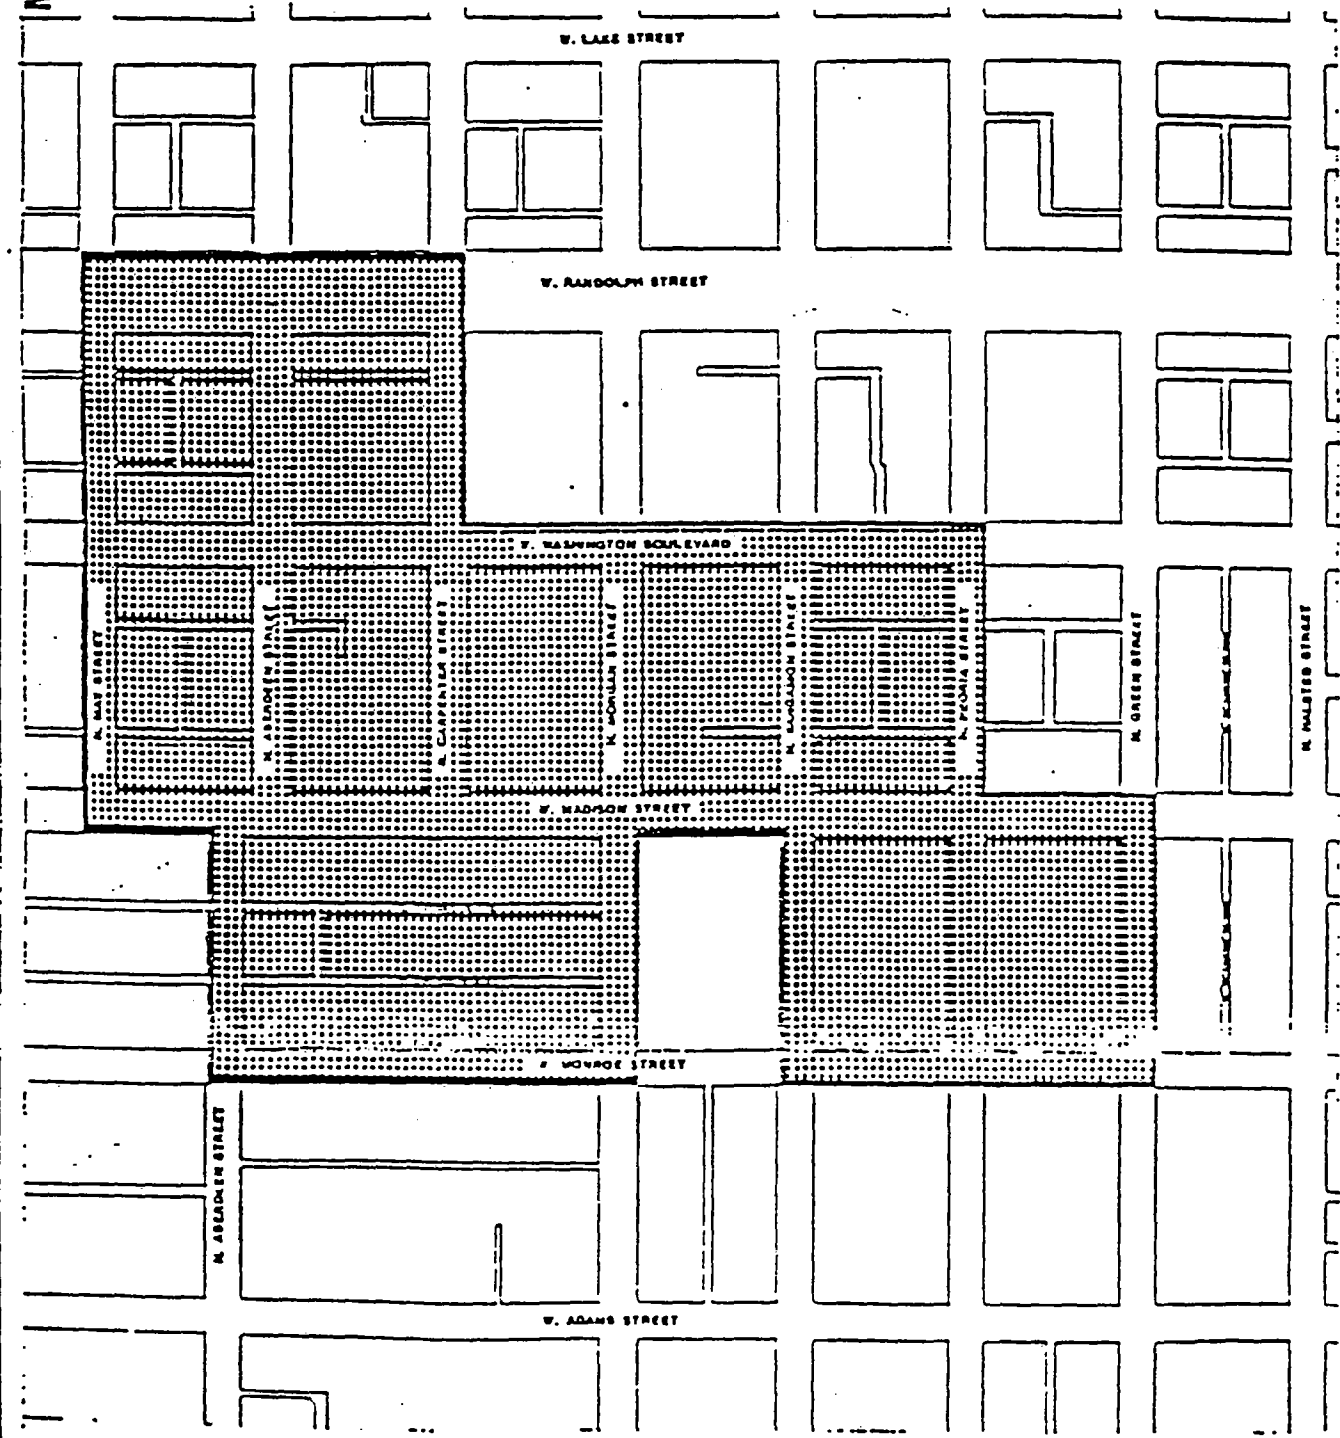 W. LAKE STREET
W. RANDOLPH STREET
W. WASHINGTON BOULEVARD
N. MAY STREET
N. ABERDEEN STREET
N. CARPENTER STREET
N. MORGAN STREET
N. SANGAMON STREET
N. PEORIA STREET
N. GREEN STREET
N. HALSTED STREET
W. MADISON STREET
W. MONROE STREET
N. ABERDEEN STREET
W. ADAMS STREET